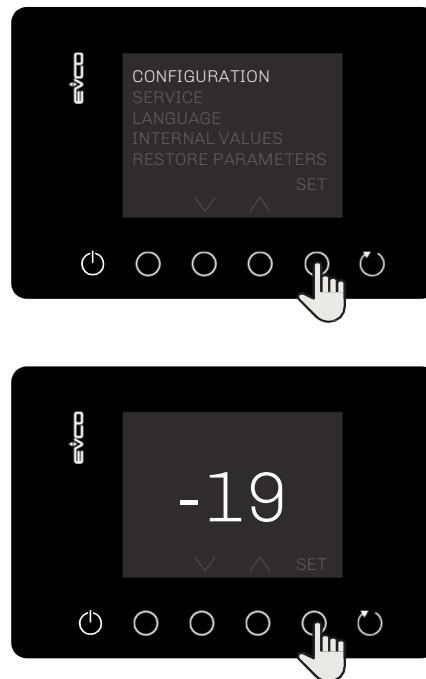 evco
CONFIGURATION
SERVICE
LANGUAGE
INTERNAL VALUES
RESTORE PARAMETERS
SET
evco
-19
SET